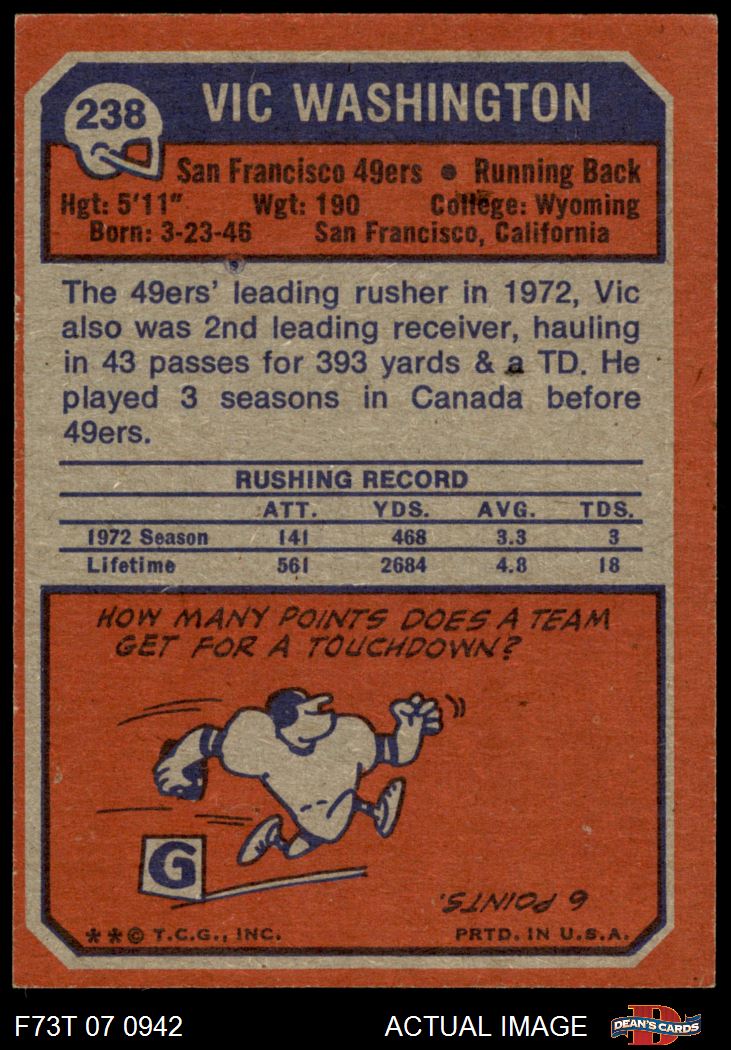 238
VIC WASHINGTON
San Francisco 49ers ● Running Back
Hgt: 5'11" Wgt: 190 College: Wyoming
Born: 3-23-46 San Francisco, California
The 49ers' leading rusher in 1972, Vic
also was 2nd leading receiver, hauling
in 43 passes for 393 yards & a TD. He
played 3 seasons in Canada before
49ers.
RUSHING RECORD
ATT. YDS. AVG. TDS.
1972 Season 141 468 3.3 3
Lifetime 561 2684 4.8 18
HOW MANY POINTS DOES A TEAM
GET FOR A TOUCHDOWN?
G
6 POINTS.
**© T.C.G., INC. PRTD. IN U.S.A.
F73T 07 0942 ACTUAL IMAGE D DEAN'S CARDS